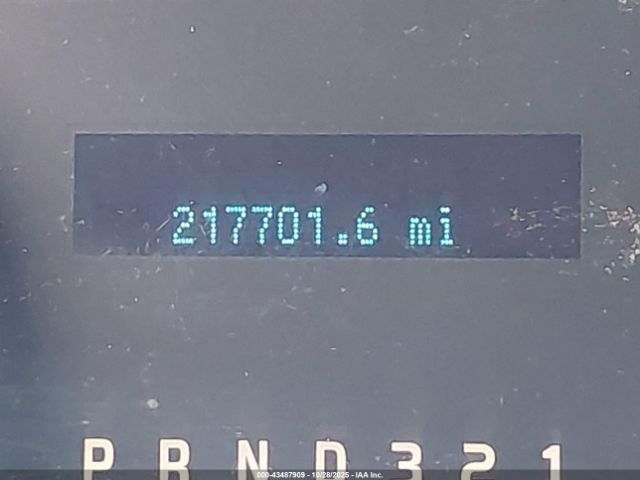 217701.6 mi
P R N D 3 2 1
000-43487909 - 10/28/2025 - IAA Inc.